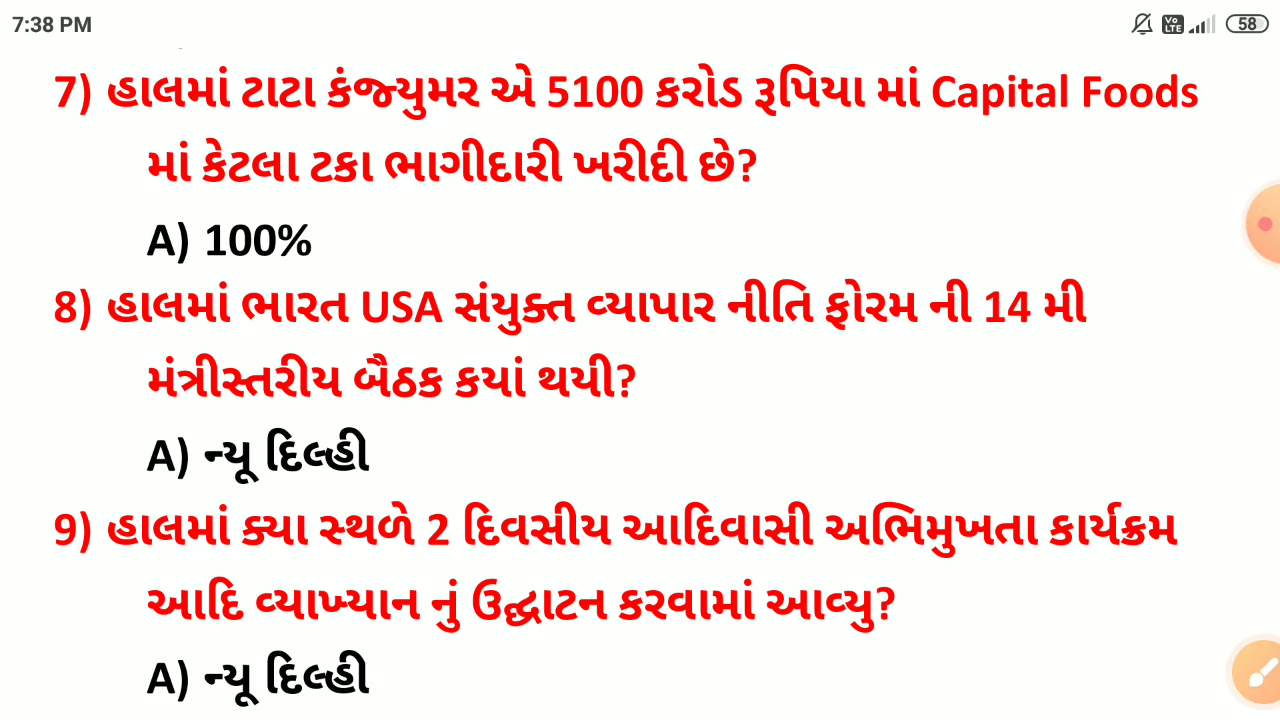 7:38 PM
Vo LTE
58
7) હાલમાં ટાટા કંજ્યુમર એ 5100 કરોડ રૂપિયા માં Capital Foods
માં કેટલા ટકા ભાગીદારી ખરીદી છે?
A) 100%
8) હાલમાં ભારત USA સંયુક્ત વ્યાપાર નીતિ ફોરમ ની 14 મી
મંત્રીસ્તરીય બૈઠક કયાં થયી?
A) ન્યૂ દિલ્હી
9) હાલમાં ક્યા સ્થળે 2 દિવસીય આદિવાસી અભિમુખતા કાર્યક્રમ
આદિ વ્યાખ્યાન નું ઉદ્ઘાટન કરવામાં આવ્યુ?
A) ન્યૂ દિલ્હી